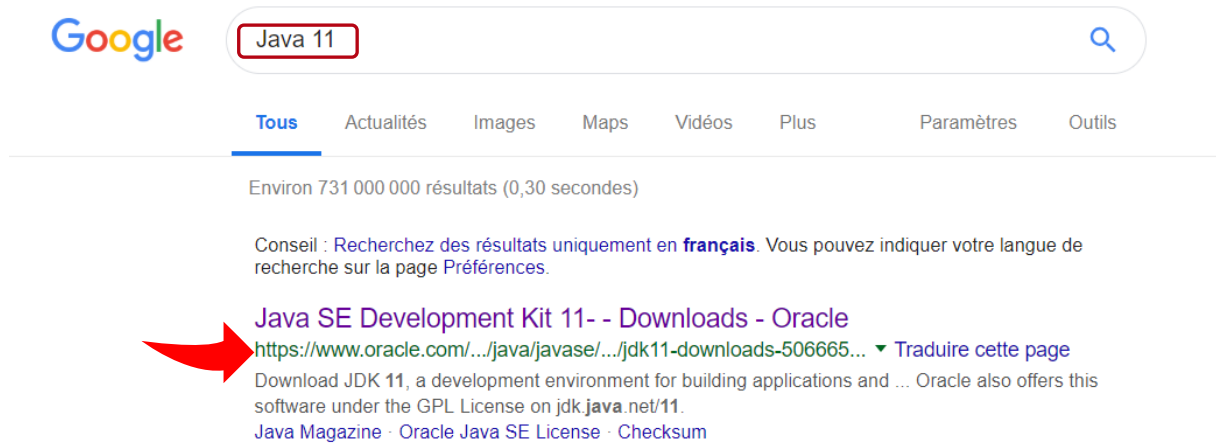 Google
Java 11
Tous Actualités Images Maps Vidéos Plus Paramètres Outils
Environ 731 000 000 résultats (0,30 secondes)
Conseil : Recherchez des résultats uniquement en français. Vous pouvez indiquer votre langue de
recherche sur la page Préférences.
Java SE Development Kit 11- - Downloads - Oracle
https://www.oracle.com/.../java/javase/.../jdk11-downloads-506665... ▼ Traduire cette page
Download JDK 11, a development environment for building applications and ... Oracle also offers this
software under the GPL License on jdk.java.net/11.
Java Magazine · Oracle Java SE License · Checksum